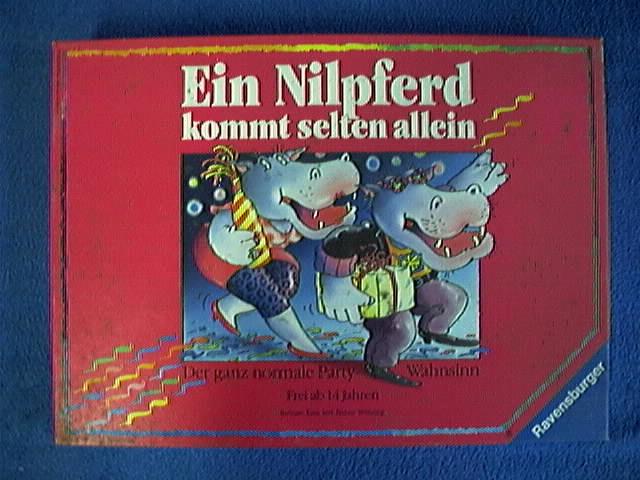 Ein Nilpferd
kommt selten allein
Der ganz normale Party Wahnsinn
Frei ab 14 Jahren
Ravensburger